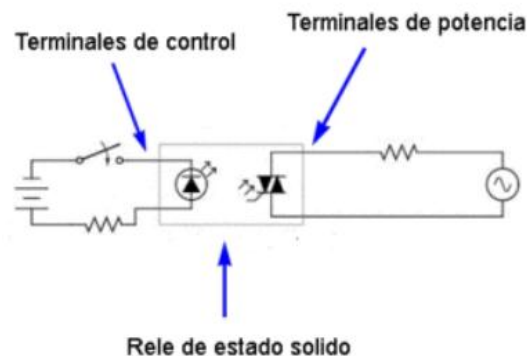 Terminales de control
Terminales de potencia
Rele de estado solido